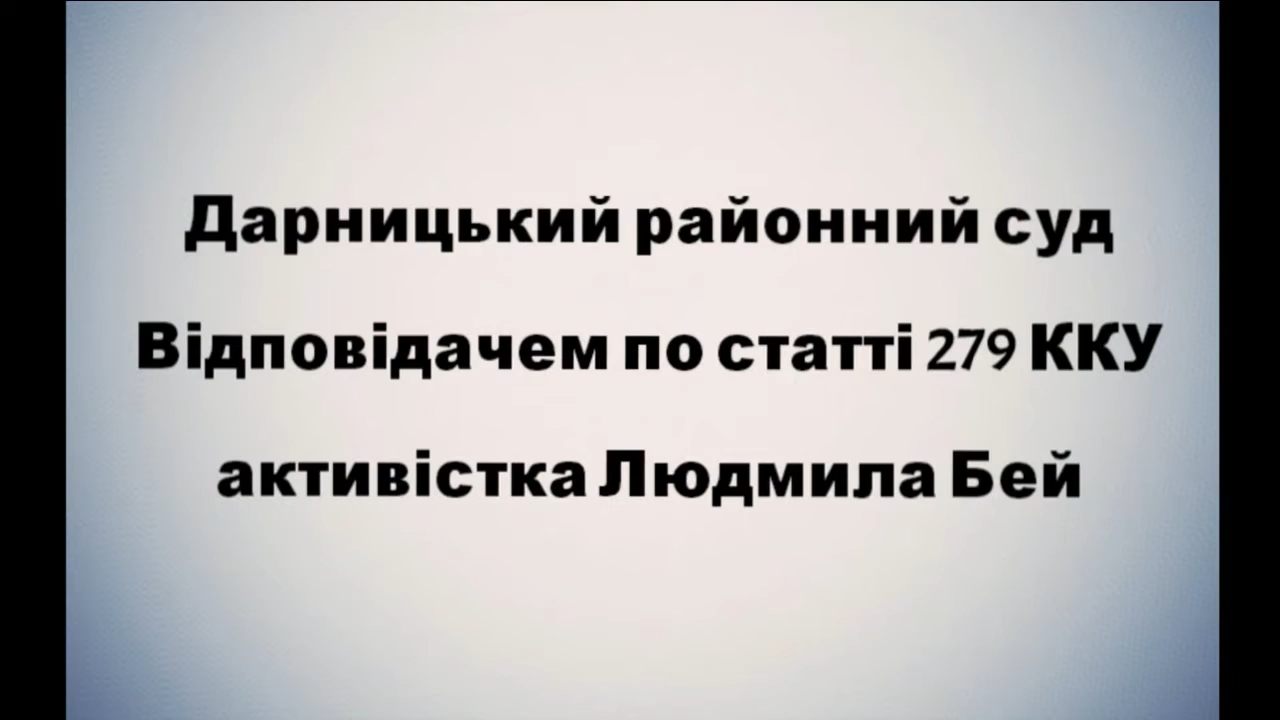 Дарницький районний суд
Відповідачем по статті 279 ККУ
активістка Людмила Бей